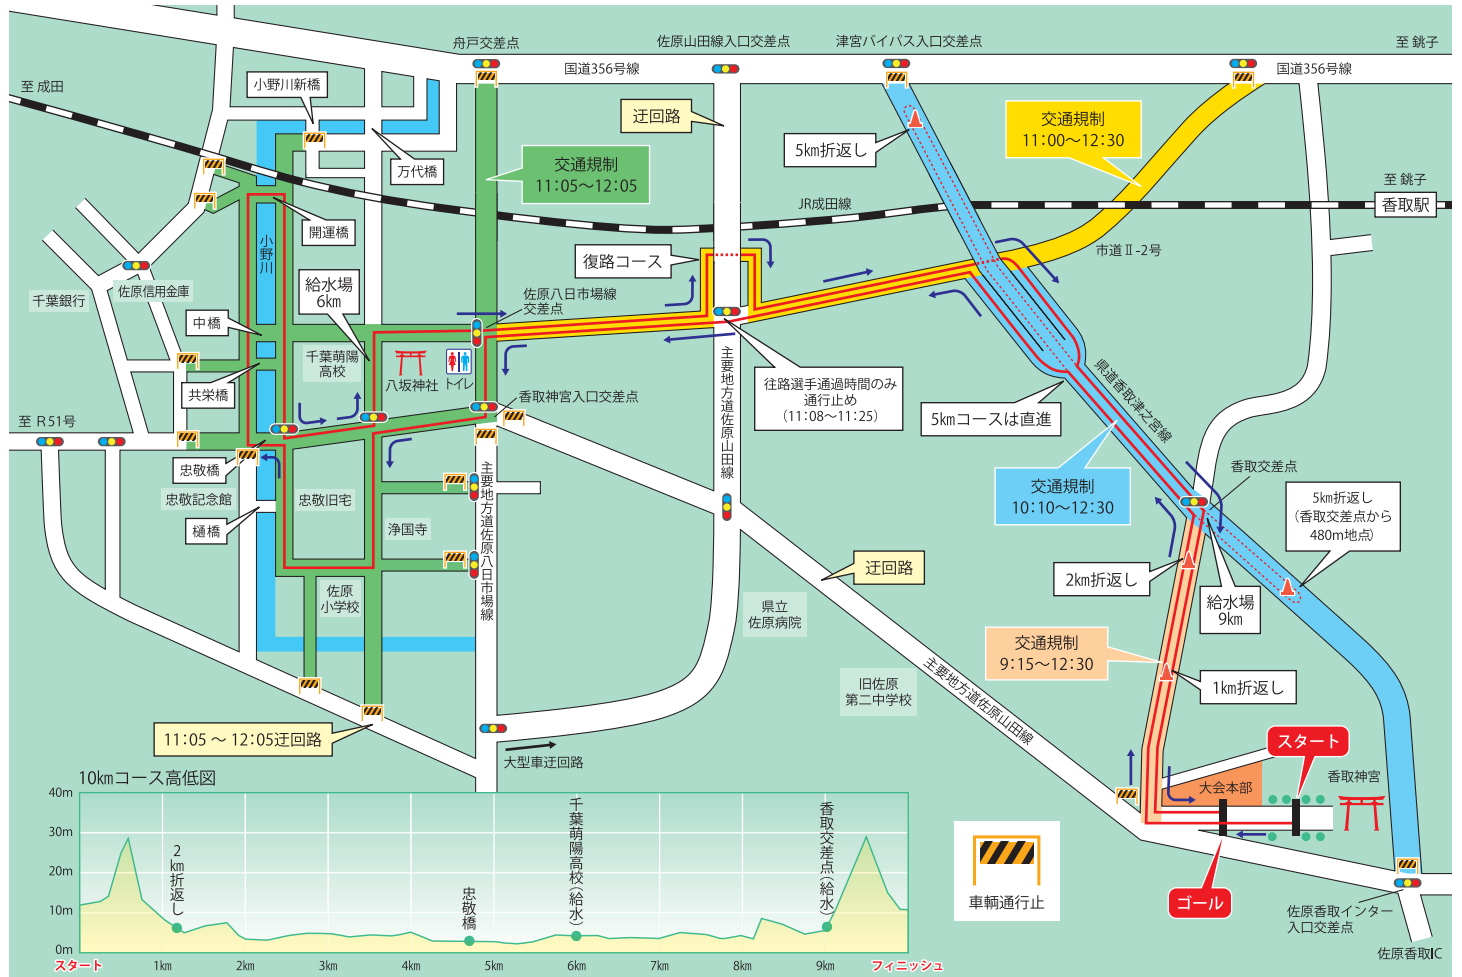 舟戸交差点
佐原山田線入口交差点
津宮バイパス入口交差点
至 銚子
国道356号線
国道356号線
至 成田
小野川新橋
迂回路
交通規制
11:00〜12:30
5km折返し
万代橋
交通規制
11:05〜12:05
至 銚子
香取駅
JR成田線
開運橋
小野川
市道Ⅱ-2号
復路コース
給水場
6km
佐原信用金庫
千葉銀行
佐原八日市場線
交差点
中橋
千葉萌陽
高校
八坂神社
トイレ
主要地方道佐原山田線
往路選手通過時間のみ
通行止め
(11:08〜11:25)
県道香取津之宮線
共栄橋
香取神宮入口交差点
5kmコースは直進
至 R51号
忠敬橋
忠敬記念館
忠敬旧宅
主要地方道佐原八日市場線
香取交差点
交通規制
10:10〜12:30
5km折返し
(香取交差点から
480m地点)
樋橋
浄国寺
迂回路
2km折返し
給水場
9km
佐原
小学校
県立
佐原病院
交通規制
9:15〜12:30
主要地方道佐原山田線
旧佐原
第二中学校
1km折返し
11:05 〜 12:05迂回路
大型車迂回路
スタート
大会本部
香取神宮
ゴール
車輌通行止
佐原香取インター
入口交差点
佐原香取IC
10kmコース高低図
40m
30m
20m
10m
0m
2km折返し
忠敬橋
千葉萌陽高校(給水)
香取交差点(給水)
スタート
1km
2km
3km
4km
5km
6km
7km
8km
9km
フィニッシュ